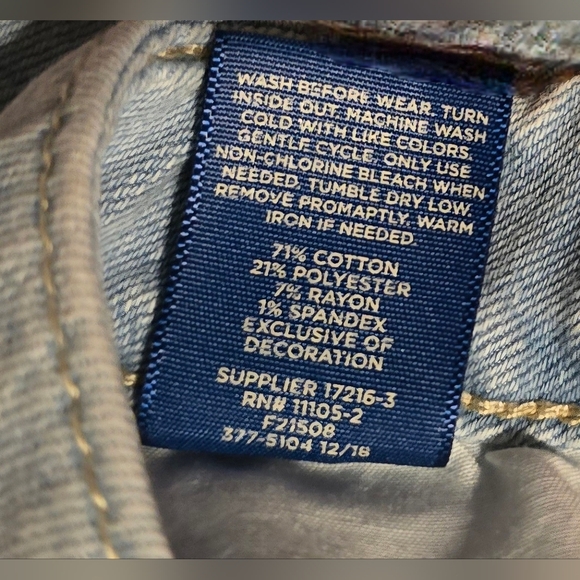 WASH BEFORE WEAR. TURN
INSIDE OUT. MACHINE WASH
COLD WITH LIKE COLORS.
GENTLE CYCLE. ONLY USE
NON-CHLORINE BLEACH WHEN
NEEDED. TUMBLE DRY LOW.
REMOVE PROMAPTLY. WARM
IRON IF NEEDED.
71% COTTON
21% POLYESTER
7% RAYON
1% SPANDEX
EXCLUSIVE OF
DECORATION
SUPPLIER 17216-3
RN# 11105-2
F21508
377-5104 12/18